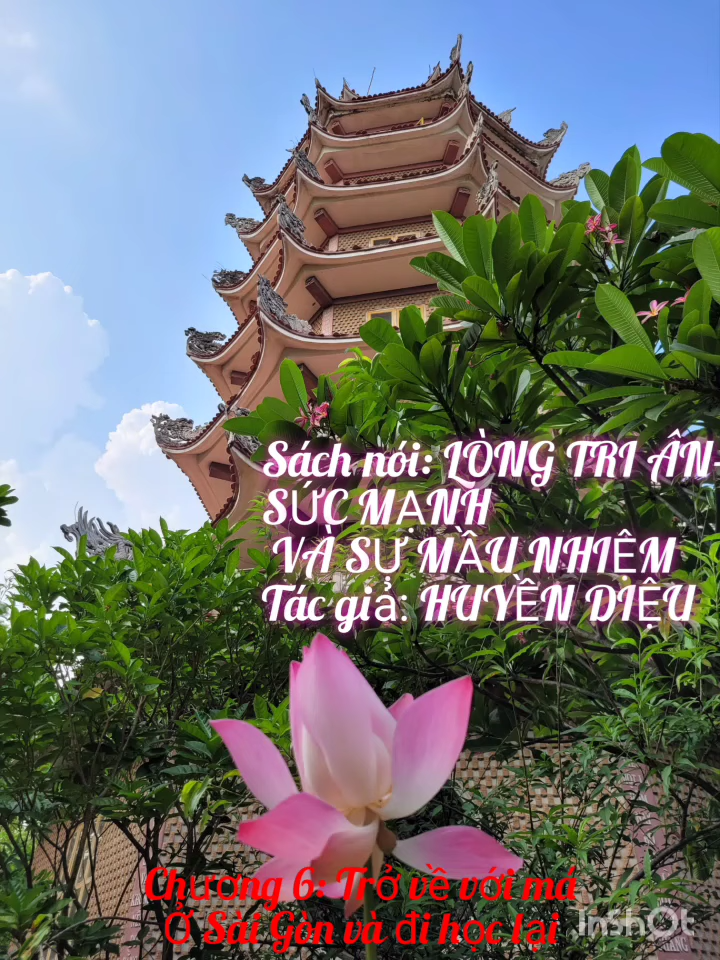 Sách nói: LÒNG TRI ÂN-
SỨC MẠNH
VÀ SỰ MẦU NHIỆM
Tác giả: HUYỀN DIỆU
Chương 6: Trở về với má
Ở Sài Gòn và đi học lại
InShOt